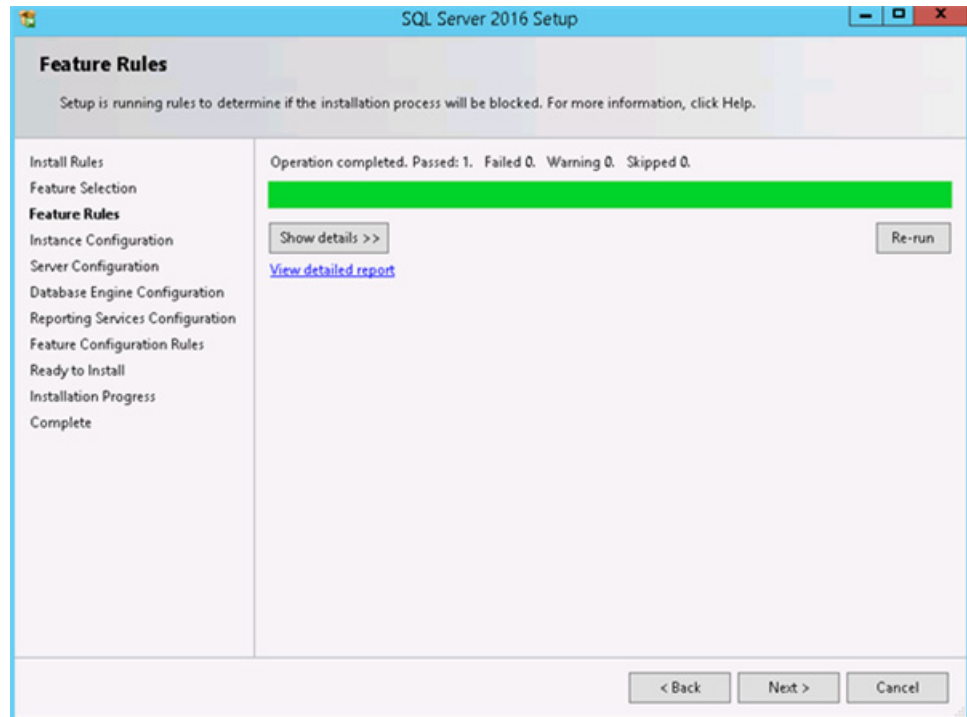 SQL Server 2016 Setup
Feature Rules
Setup is running rules to determine if the installation process will be blocked. For more information, click Help.
Install Rules
Feature Selection
Feature Rules
Instance Configuration
Server Configuration
Database Engine Configuration
Reporting Services Configuration
Feature Configuration Rules
Ready to Install
Installation Progress
Complete
Operation completed. Passed: 1. Failed 0. Warning 0. Skipped 0.
Show details >>
Re-run
View detailed report
< Back
Next >
Cancel